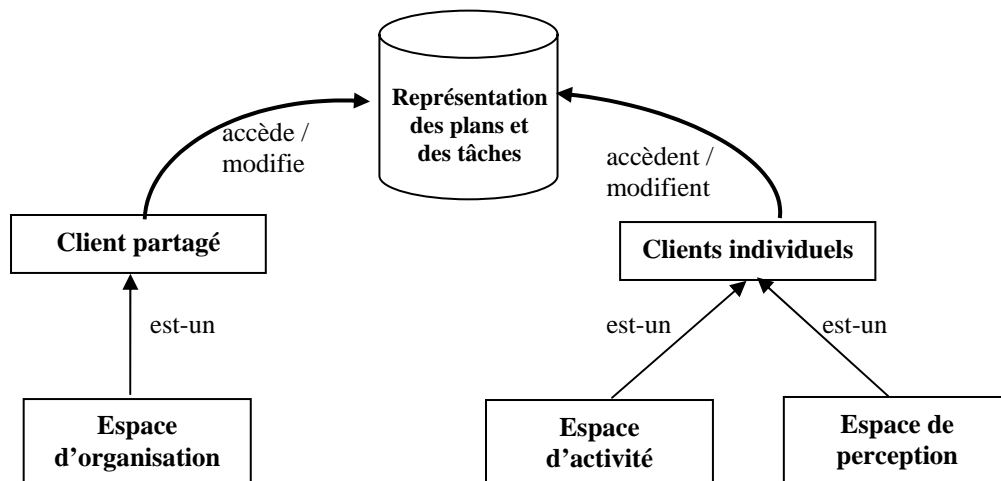 Représentation
des plans et
des tâches
accède /
modifie
accèdent /
modifient
Client partagé
Clients individuels
est-un
est-un
est-un
Espace
d’organisation
Espace
d’activité
Espace de
perception